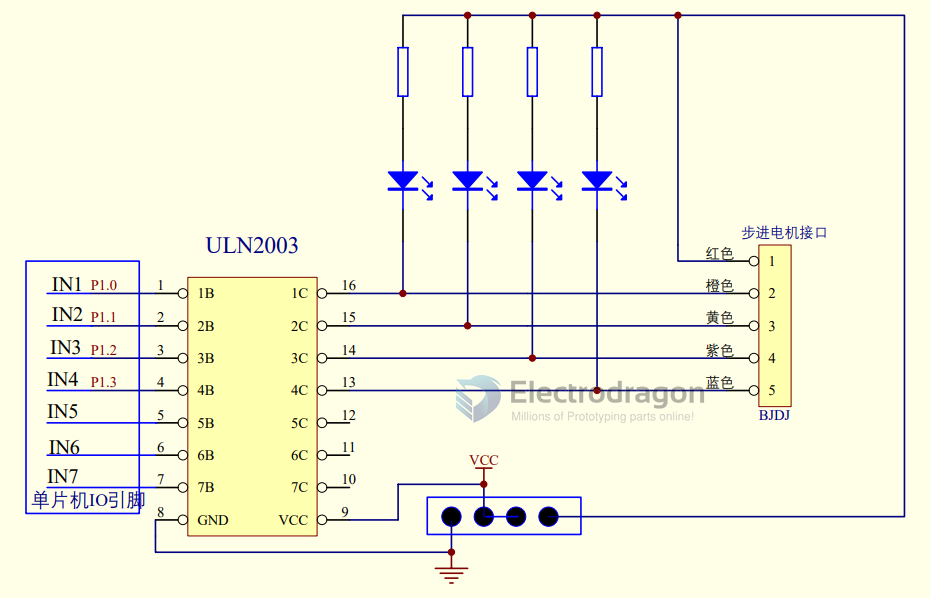 步进电机接口
ULN2003
红色 1
IN1 P1.0 1 1B 1C 16 橙色 2
IN2 P1.1 2 2B 2C 15 黄色 3
IN3 P1.2 3 3B 3C 14 紫色 4
IN4 P1.3 4 4B 4C 13 蓝色 5
Electrodragon
Millions of Prototyping parts online!
BJDJ
IN5 5 5B 5C 12
IN6 6 6B 6C 11
VCC
IN7 7 7B 7C 10
单片机IO引脚
8 GND VCC 9